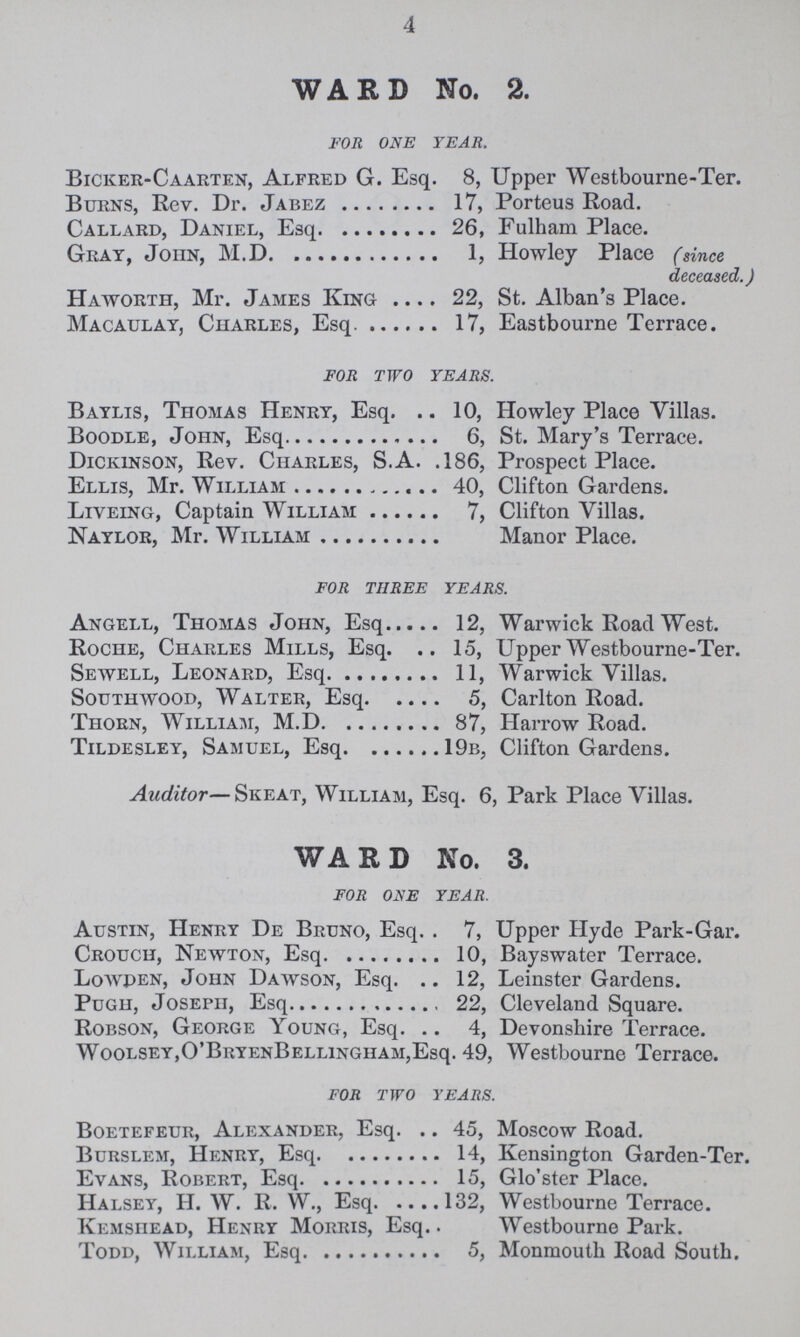 4
WARD No. 2.
FOR ONE YEAR.
BICKER-CAARTEN, ALFRED G. Esq. 8, Upper Westbourne-Ter.
BURNS, Rev. Dr. JABEZ ........ 17, Porteus Road.
CALLARD, DANIEL, Esq. ........ 26, Fulham Place.
GRAY, JOHN, M.D. ............ 1, Howley Place (since
deceased.)
HAWORTH, Mr. JAMES KING .... 22, St. Alban's Place.
MACAULAY, CHARLES, Esq. ...... 17, Eastbourne Terrace.
FOR TWO YEARS.
BAYLIS, THOMAS HENRY, Esq. .. 10, Howley Place Villas.
BOODLE, JOHN, Esq.............. 6, St. Mary's Terrace.
DICKINSON, Rev. CHARLES, S.A. .186, Prospect Place.
ELLIS, Mr. WILLIAM ............ 40, Clifton Gardens.
LIVEING, Captain WILLIAM ...... 7, Clifton Villas.
NAYLOR, Mr. WILLIAM .......... Manor Place.
FOR THREE YEARS.
ANGELL, THOMAS JOHN, Esq..... 12, Warwick Road West.
ROCHE, CHARLES MILLS, Esq. .. 15, Upper Westbourne-Ter.
SEWELL, LEONARD, Esq. ........ 11, Warwick Villas.
SOUTHWOOD, WALTER, Esq. .... 5, Carlton Road.
THORN, WILLIAM, M.D. ........ 87, Harrow Road.
TILDESLEY, SAMUEL, Esq. ......19B, Clifton Gardens.
Auditor—SKEAT, WILLIAM, Esq. 6, Park Place Villas.
WARD No. 3.
FOR ONE YEAR.
AUSTIN, HENRY DE BRUNO, Esq. . 7, Upper Hyde Park-Gar.
CROUCH, NEWTON, Esq. ........ 10, Bayswater Terrace.
LOWDEN, JOHN DAWSON, Esq. .. 12, Leinster Gardens.
PUGH, JOSEPH, Esq............. 22, Cleveland Square.
ROBSON, GEORGE YOUNG, Esq. .. 4, Devonshire Terrace.
WOOLSEY,O'BRYENBELLINGHAM,Esq. 49, Westbourne Terrace.
FOR TWO YEARS.
BOETEFEUR, ALEXANDER, Esq. .. 45, Moscow Road.
BURSLEM, HENRY, Esq. ........ 14, Kensington Garden-Ter.
EVANS, ROBERT, Esq. .......... 15, Glo'ster Place.
HALSEY, H. W. R. W., Esq. ....132, Westbourne Terrace.
KEMSHEAD, HENRY MORRIS, Esq.. Westbourne Park.
TODD, WILLIAM, Esq. .......... 5, Monmouth Road South.